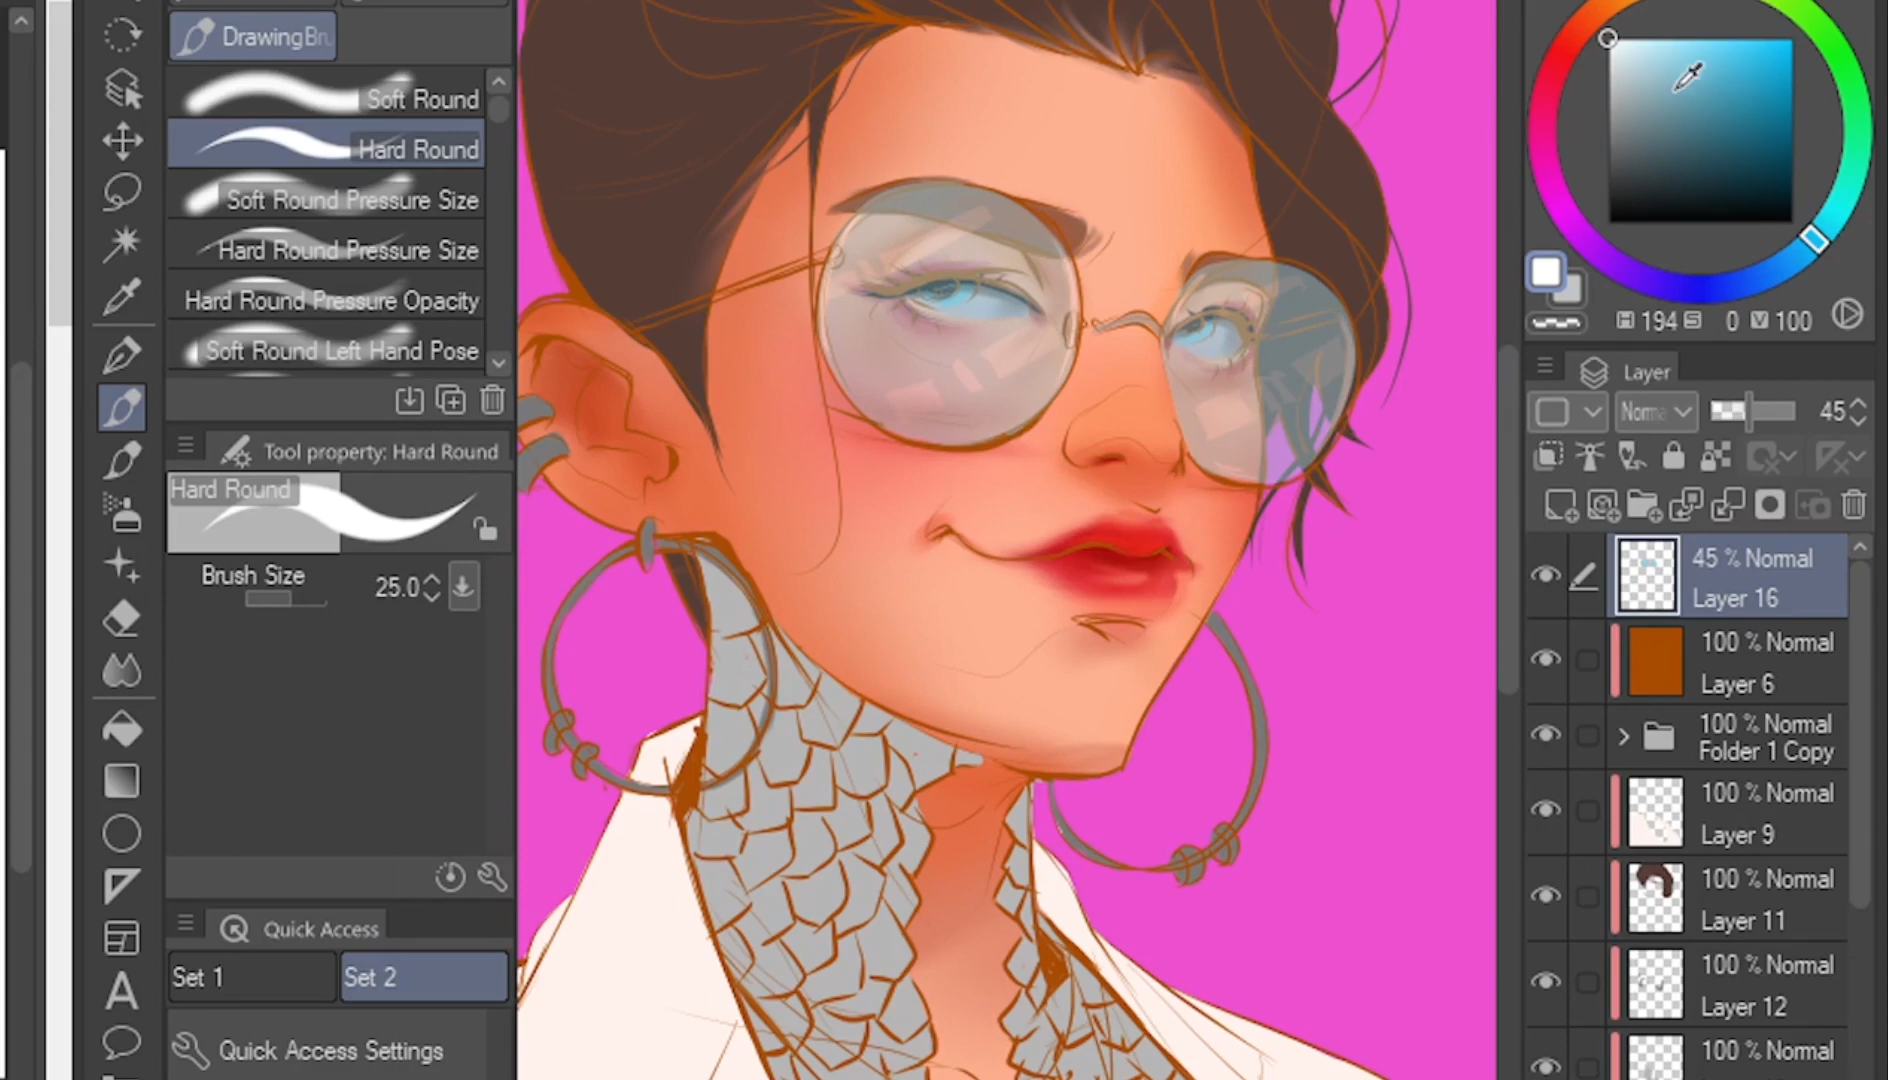 DrawingBru
Soft Round
Hard Round
Soft Round Pressure Size
Hard Round Pressure Size
Hard Round Pressure Opacity
Soft Round Left Hand Pose
Tool property: Hard Round
Hard Round
Brush Size 25.0
Quick Access
Set 1
Set 2
Quick Access Settings
H 194 S 0 V 100
Layer
Norma 45
45 % Normal
Layer 16
100 % Normal
Layer 6
100 % Normal
Folder 1 Copy
100 % Normal
Layer 9
100 % Normal
Layer 11
100 % Normal
Layer 12
100 % Normal